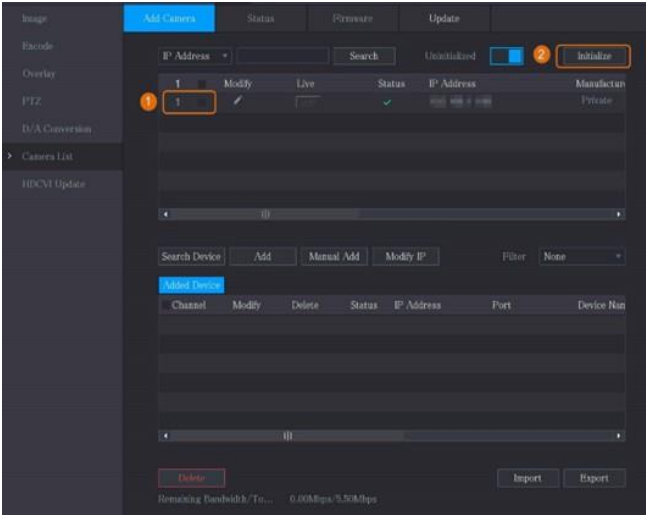 Image
Add Camera
Status
Firmware
Update
Encode
Overlay
PTZ
D/A Conversion
Camera List
HDCVI Update
IP Address
Search
Uninitialized
2
Initialize
1
Modify
Live
Status
IP Address
Manufactur
1
1
Private
Search Device
Add
Manual Add
Modify IP
Filter
None
Added Device
Channel
Modify
Delete
Status
IP Address
Port
Device Nam
Delete
Import
Export
Remaining Bandwidth/To...
0.00Mbps/5.50Mbps